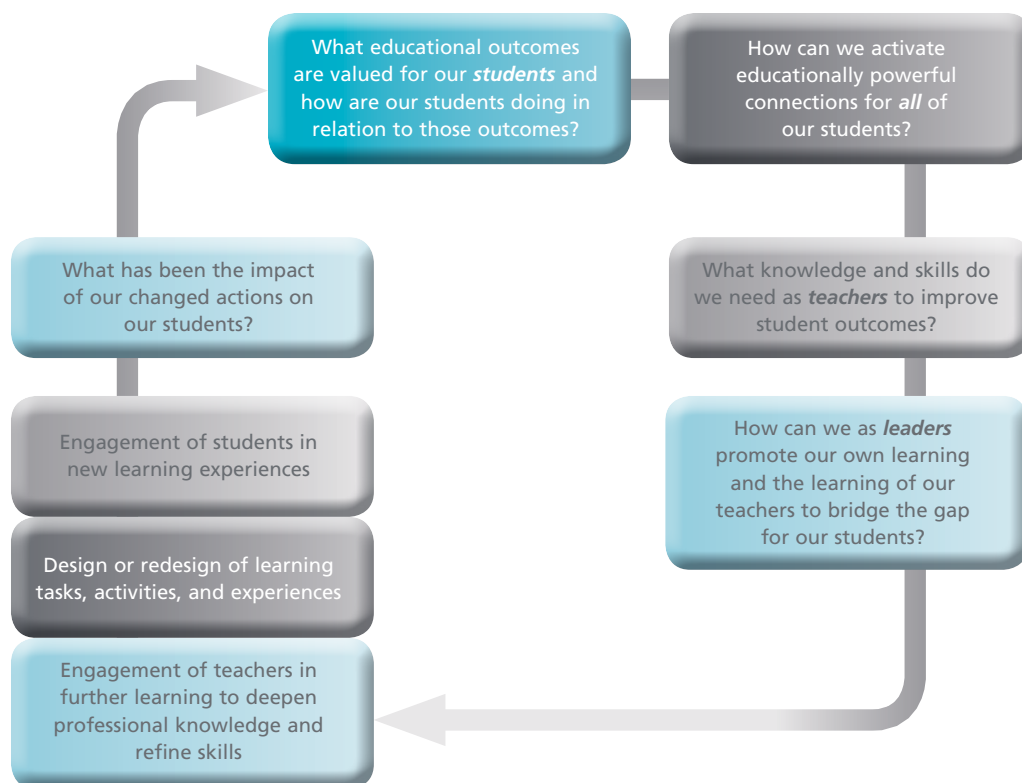 What educational outcomes
are valued for our students and
how are our students doing in
relation to those outcomes?
How can we activate
educationally powerful
connections for all of
our students?
What knowledge and skills do
we need as teachers to improve
student outcomes?
How can we as leaders
promote our own learning
and the learning of our
teachers to bridge the gap
for our students?
Engagement of teachers in
further learning to deepen
professional knowledge and
refine skills
Design or redesign of learning
tasks, activities, and experiences
Engagement of students in
new learning experiences
What has been the impact
of our changed actions on
our students?